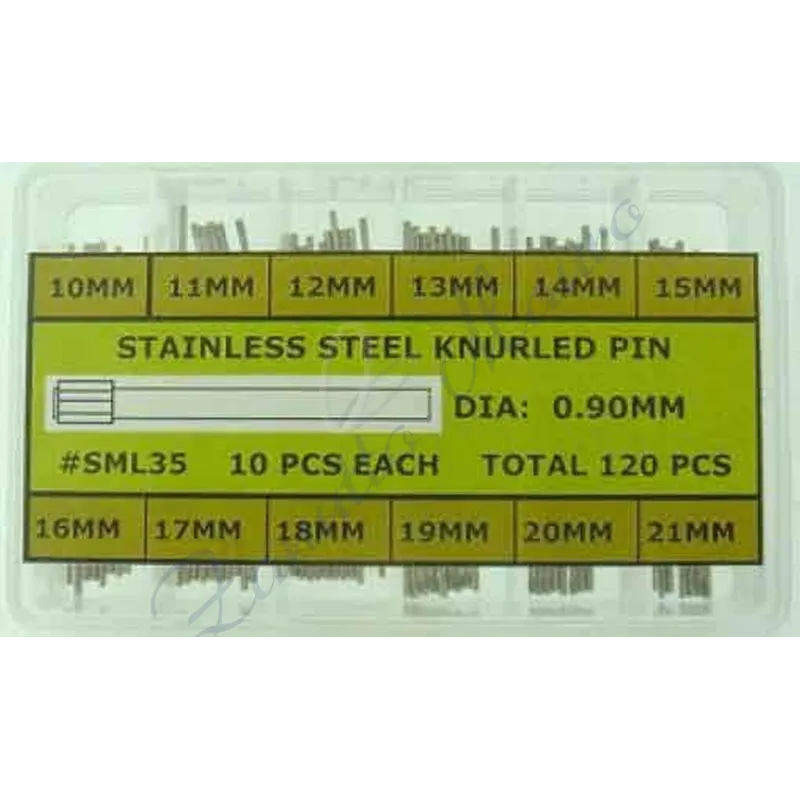 10MM 11MM 12MM 13MM 14MM 15MM
STAINLESS STEEL KNURLED PIN
DIA: 0.90MM
#SML35 10 PCS EACH TOTAL 120 PCS
16MM 17MM 18MM 19MM 20MM 21MM